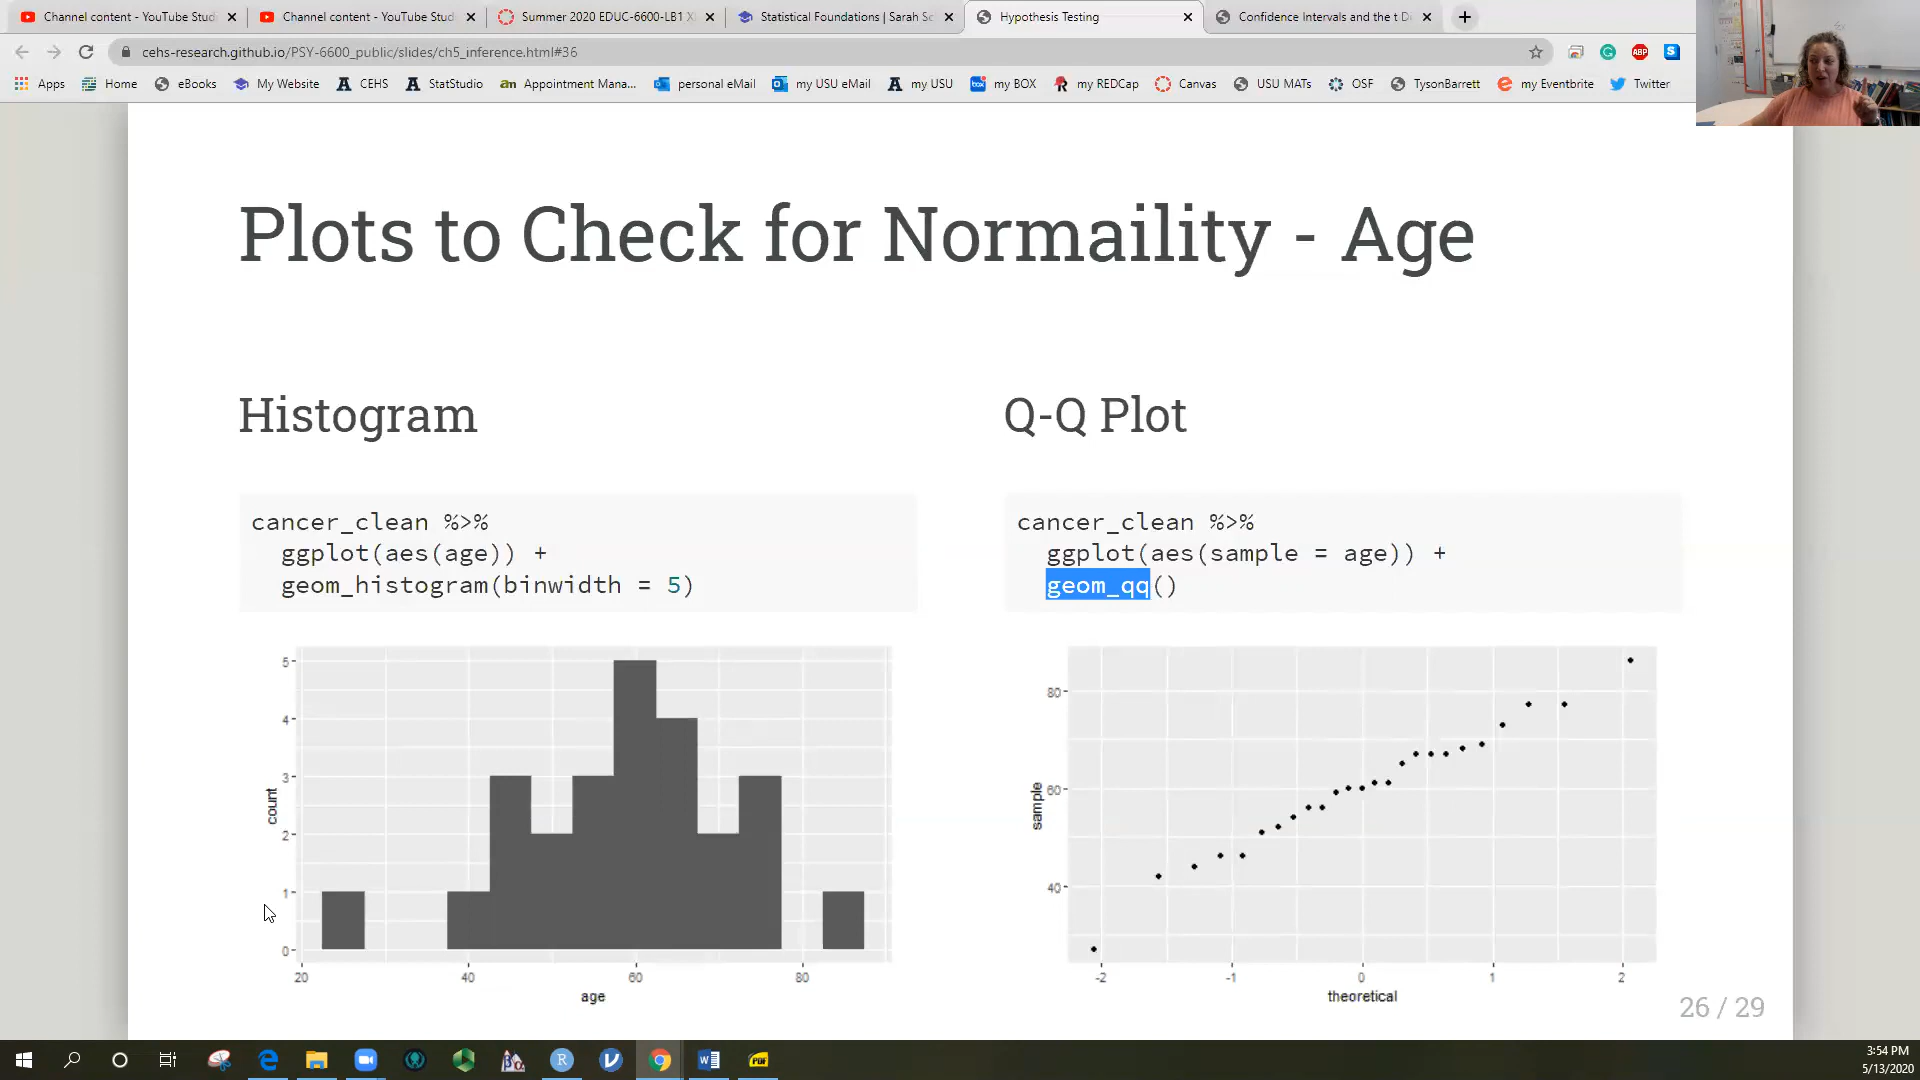 Channel content - YouTube Stud
Channel content - YouTube Stud
Summer 2020 EDUC-6600-LB1 X
Statistical Foundations | Sarah Sc
Hypothesis Testing
Confidence Intervals and the t Di
cehs-research.github.io/PSY-6600_public/slides/ch5_inference.html#36
Apps
Home
eBooks
My Website
CEHS
StatStudio
an
Appointment Mana...
personal eMail
my USU eMail
my USU
my BOX
my REDCap
Canvas
USU MATs
OSF
TysonBarrett
my Eventbrite
Twitter
Plots to Check for Normaility - Age
Histogram
cancer_clean %>%
ggplot(aes(age)) +
geom_histogram(binwidth = 5)
5
4
3
2
1
0
count
20 40 60 80
age
Q-Q Plot
cancer_clean %>%
ggplot(aes(sample = age)) +
geom_qq()
80
60
40
sample
-2 -1 0 1 2
theoretical
26 / 29
3:54 PM
5/13/2020